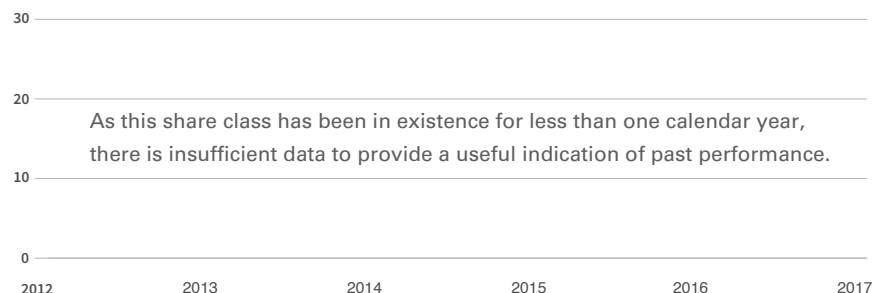 30
20
As this share class has been in existence for less than one calendar year,
there is insufficient data to provide a useful indication of past performance.
10
0
2012 2013 2014 2015 2016 2017